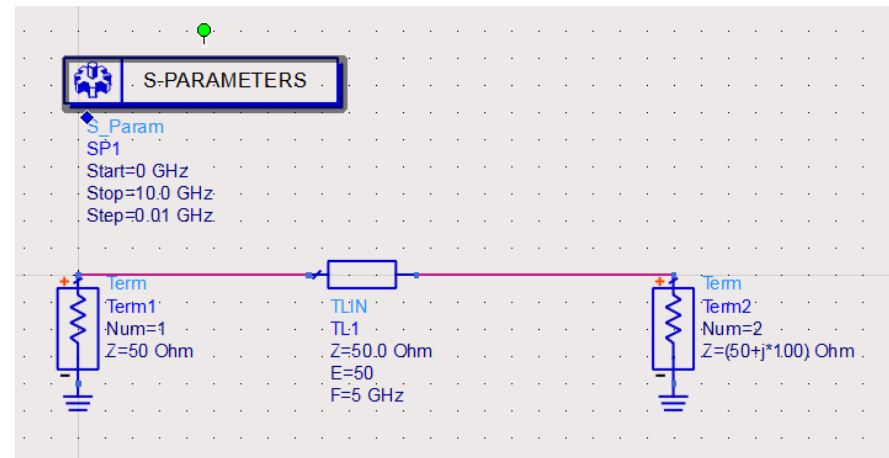 S-PARAMETERS
S_Param
SP1
Start=0 GHz
Stop=10.0 GHz
Step=0.01 GHz
+
Term
Term1
Num=1
Z=50 Ohm
-
TLIN
TL1
Z=50.0 Ohm
E=50
F=5 GHz
+
Term
Term2
Num=2
Z=(50+j*100) Ohm
-